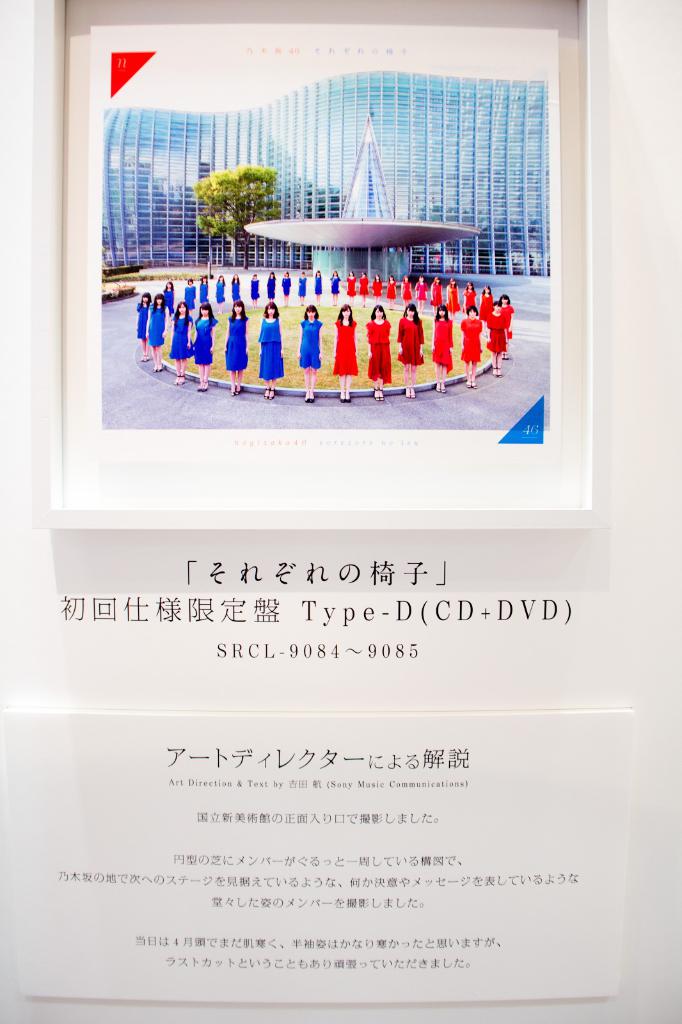 n
乃木坂46 それぞれの椅子
46
nogizaka46 sorezore no isu
「それぞれの椅子」
初回仕様限定盤 Type-D(CD+DVD)
SRCL-9084〜9085
アートディレクターによる解説
Art Direction & Text by 吉田 航 (Sony Music Communications)
国立新美術館の正面入り口で撮影しました。
円型の芝にメンバーがぐるっと一周している構図で、
乃木坂の地で次へのステージを見据えているような、何か決意やメッセージを表しているような
堂々した姿のメンバーを撮影しました。
当日は4月頭でまだ肌寒く、半袖姿はかなり寒かったと思いますが、
ラストカットということもあり頑張っていただきました。